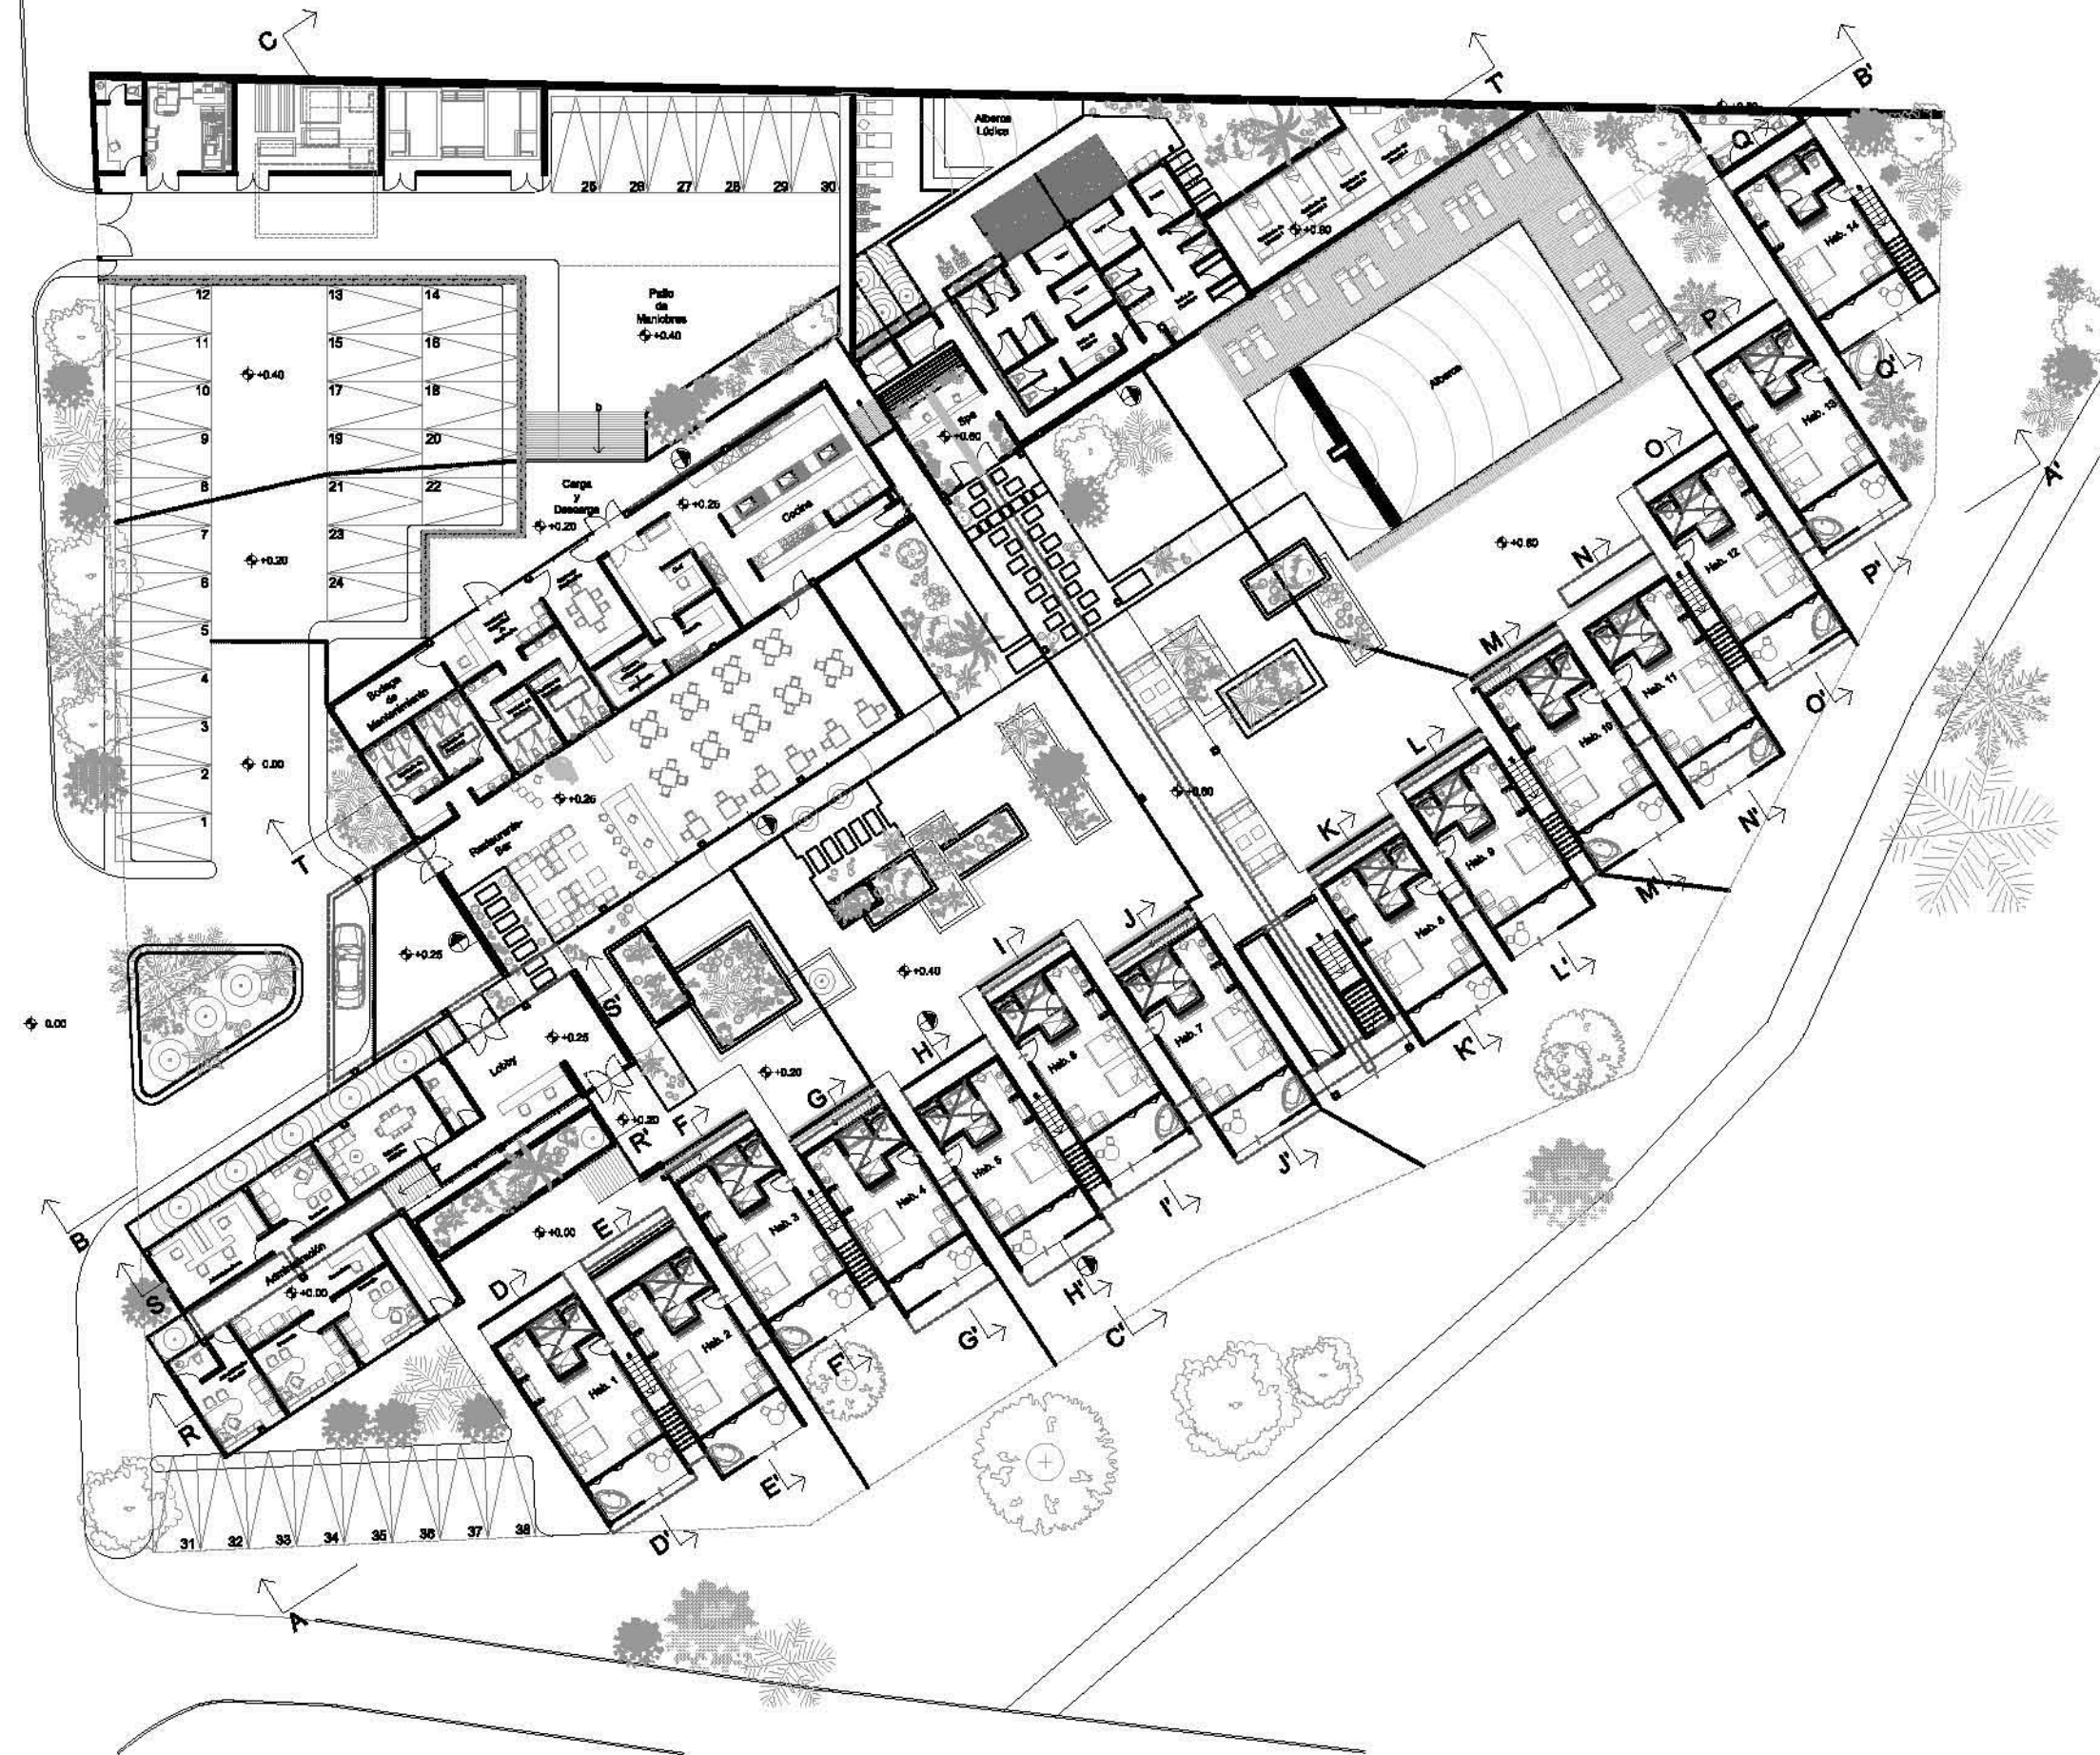 C
T'
B'
Alberca
Lúdica
Q
25
26
27
28
29
30
+0.60
Hab. 14
12
13
14
Patio
de
Maniobras
+0.40
11
15
16
P
Q'
+0.40
10
17
18
Alberca
Hab. 13
9
19
20
Spa
+0.60
O
A'
8
21
22
Carga
y
Descarga
+0.20
+0.25
Cocina
7
23
+0.20
+0.60
N
Hab. 12
P'
6
24
5
M
Hab. 11
O'
4
Bodega
de
Mantenimiento
3
L
Hab. 10
2
0.00
+0.60
N'
1
+0.25
K
Hab. 9
T
Restaurante-
Bar
M'
J
Hab. 8
+0.25
I
+0.40
L'
0.00
S'
H
Hab. 7
K'
Lobby
+0.25
Hab. 6
+0.20
G
+0.20
R'
F
Hab. 5
J'
Hab. 4
I'
B
+0.00
E
Hab. 3
Administración
+0.00
S
D
H'
C'
Hab. 2
G'
Hab. 1
F'
R
E'
31
32
33
34
35
36
37
38
D'
A